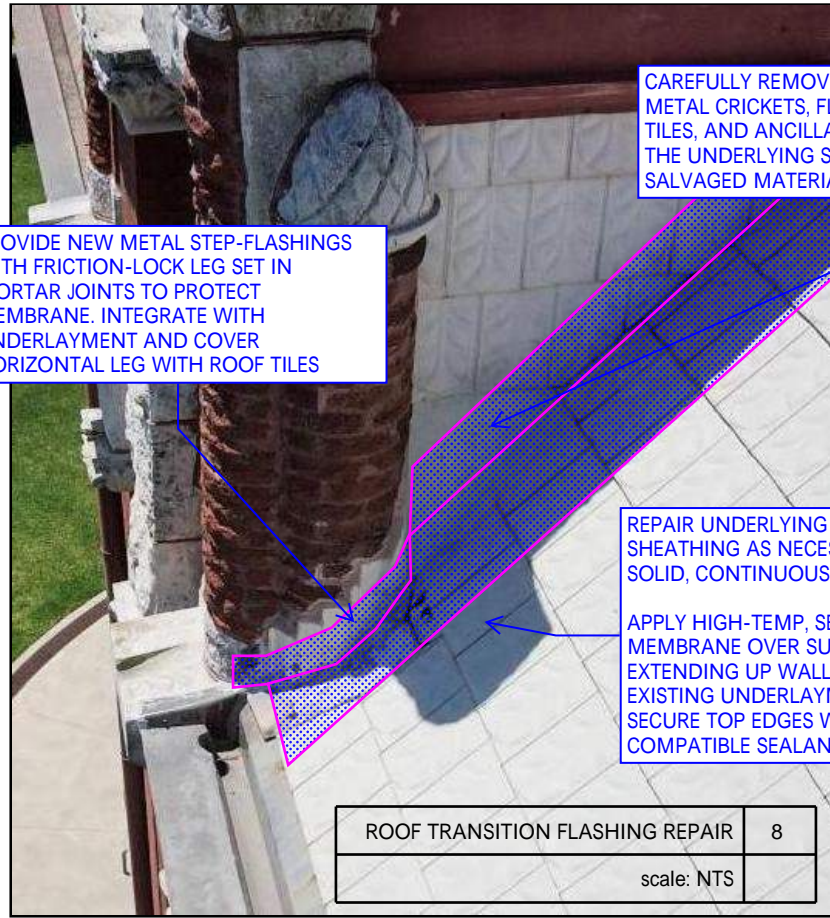 CAREFULLY REMOV
METAL CRICKETS, FL
TILES, AND ANCILLA
THE UNDERLYING S
SALVAGED MATERIA
OVIDE NEW METAL STEP-FLASHINGS
TH FRICTION-LOCK LEG SET IN
ORTAR JOINTS TO PROTECT
EMBRANE. INTEGRATE WITH
NDERLAYMENT AND COVER
ORIZONTAL LEG WITH ROOF TILES
REPAIR UNDERLYING
SHEATHING AS NECES
SOLID, CONTINUOUS
APPLY HIGH-TEMP, SE
MEMBRANE OVER SU
EXTENDING UP WALL
EXISTING UNDERLAYM
SECURE TOP EDGES W
COMPATIBLE SEALAN
ROOF TRANSITION FLASHING REPAIR 8
scale: NTS